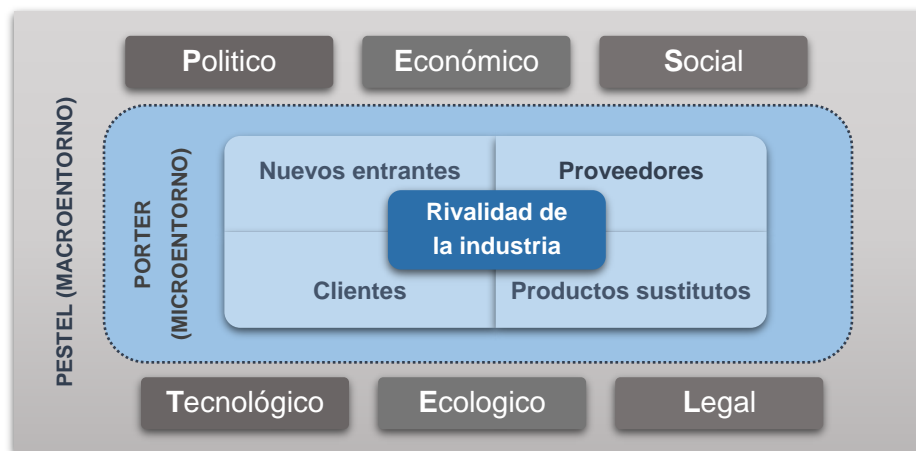 Politico
Económico
Social
PESTEL (MACROENTORNO)
PORTER
(MICROENTORNO)
Nuevos entrantes
Proveedores
Rivalidad de
la industria
Clientes
Productos sustitutos
Tecnológico
Ecologico
Legal